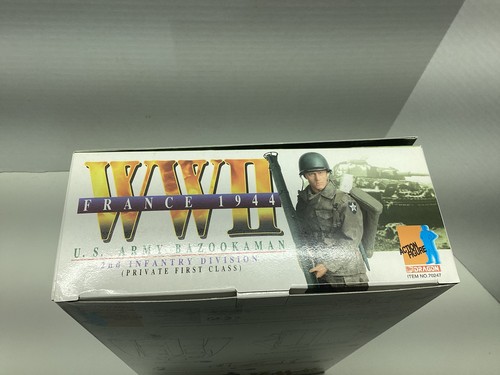 WWII
FRANCE 1944
U.S. ARMY BAZOOKAMAN
2nd INFANTRY DIVISION
(PRIVATE FIRST CLASS)
ACTION
FIGURE
DRAGON
ITEM NO 70247